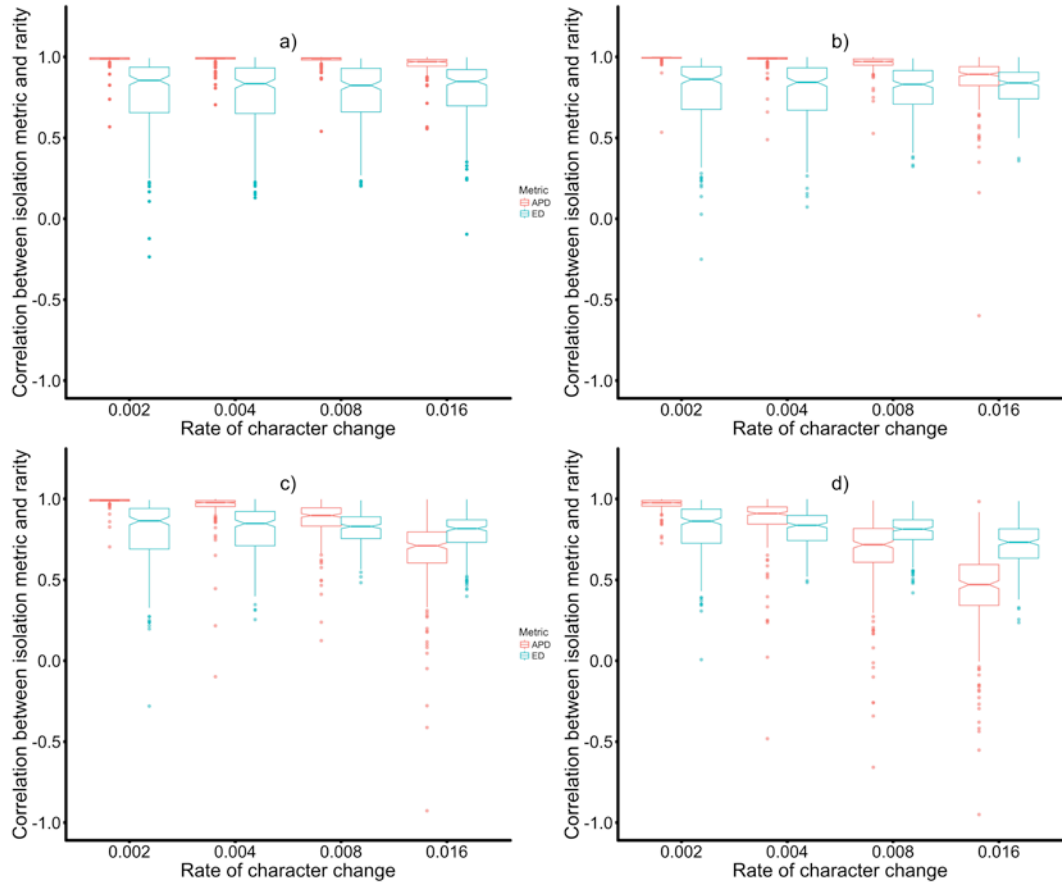 a)
Correlation between isolation metric and rarity
1.0
0.5
0.0
-0.5
-1.0
0.002
0.004
0.008
0.016
Rate of character change
Metric
APD
ED
b)
Correlation between isolation metric and rarity
1.0
0.5
0.0
-0.5
-1.0
0.002
0.004
0.008
0.016
Rate of character change
c)
Correlation between isolation metric and rarity
1.0
0.5
0.0
-0.5
-1.0
0.002
0.004
0.008
0.016
Rate of character change
Metric
APD
ED
d)
Correlation between isolation metric and rarity
1.0
0.5
0.0
-0.5
-1.0
0.002
0.004
0.008
0.016
Rate of character change